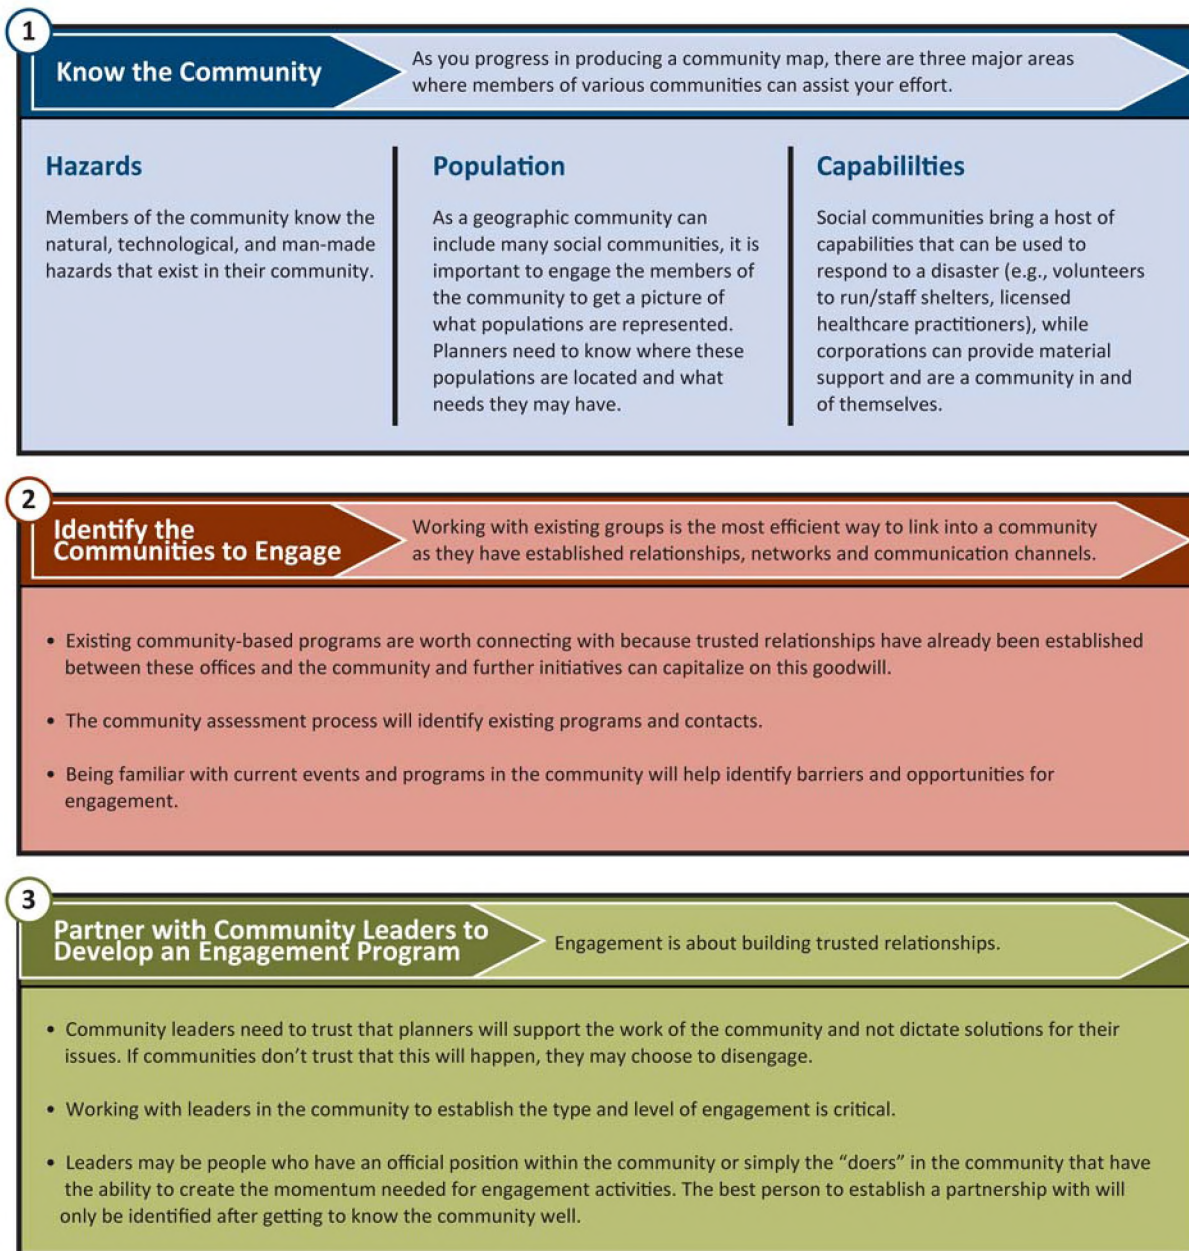 1
Know the Community
As you progress in producing a community map, there are three major areas
where members of various communities can assist your effort.
Hazards
Members of the community know the
natural, technological, and man-made
hazards that exist in their community.
Population
As a geographic community can
include many social communities, it is
important to engage the members of
the community to get a picture of
what populations are represented.
Planners need to know where these
populations are located and what
needs they may have.
Capabililties
Social communities bring a host of
capabilities that can be used to
respond to a disaster (e.g., volunteers
to run/staff shelters, licensed
healthcare practitioners), while
corporations can provide material
support and are a community in and
of themselves.
2
Identify the
Communities to Engage
Working with existing groups is the most efficient way to link into a community
as they have established relationships, networks and communication channels.
• Existing community-based programs are worth connecting with because trusted relationships have already been established
between these offices and the community and further initiatives can capitalize on this goodwill.
• The community assessment process will identify existing programs and contacts.
• Being familiar with current events and programs in the community will help identify barriers and opportunities for
engagement.
3
Partner with Community Leaders to
Develop an Engagement Program
Engagement is about building trusted relationships.
• Community leaders need to trust that planners will support the work of the community and not dictate solutions for their
issues. If communities don't trust that this will happen, they may choose to disengage.
• Working with leaders in the community to establish the type and level of engagement is critical.
• Leaders may be people who have an official position within the community or simply the “doers” in the community that have
the ability to create the momentum needed for engagement activities. The best person to establish a partnership with will
only be identified after getting to know the community well.